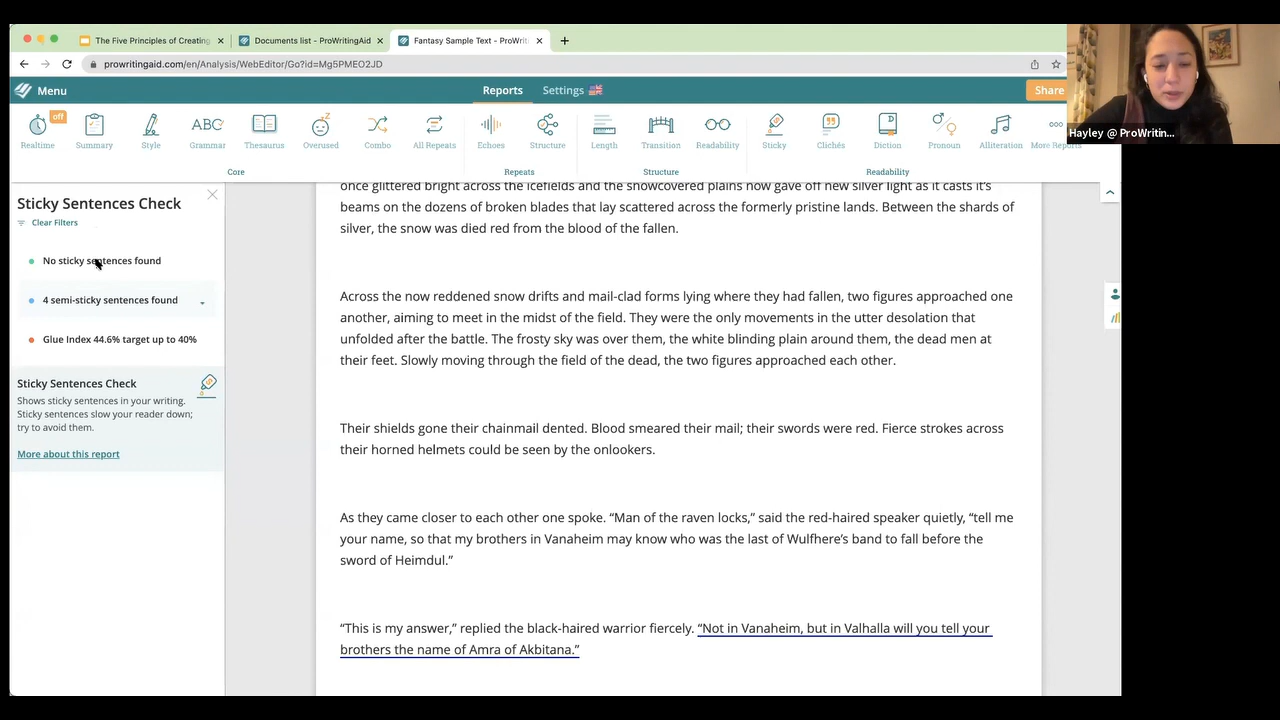 The Five Principles of Creating
Documents list - ProWritingAid
Fantasy Sample Text - ProWrit
prowritingaid.com/en/Analysis/WebEditor/Go?id=Mg5PMEO2JD
Menu
Reports
Settings
Share
Hayley @ ProWritin...
off
ABC
Realtime
Summary
Style
Grammar
Thesaurus
Overused
Combo
All Repeats
Echoes
Structure
Length
Transition
Readability
Sticky
Clichés
Diction
Pronoun
Alliteration
More Reports
Core
Repeats
Structure
Readability
Sticky Sentences Check
Clear Filters
No sticky sentences found
4 semi-sticky sentences found
Glue Index 44.6% target up to 40%
Sticky Sentences Check
Shows sticky sentences in your writing.
Sticky sentences slow your reader down;
try to avoid them.
More about this report
once glittered bright across the icefields and the snowcovered plains now gave off new silver light as it casts it’s
beams on the dozens of broken blades that lay scattered across the formerly pristine lands. Between the shards of
silver, the snow was died red from the blood of the fallen.
Across the now reddened snow drifts and mail-clad forms lying where they had fallen, two figures approached one
another, aiming to meet in the midst of the field. They were the only movements in the utter desolation that
unfolded after the battle. The frosty sky was over them, the white blinding plain around them, the dead men at
their feet. Slowly moving through the field of the dead, the two figures approached each other.
Their shields gone their chainmail dented. Blood smeared their mail; their swords were red. Fierce strokes across
their horned helmets could be seen by the onlookers.
As they came closer to each other one spoke. “Man of the raven locks,” said the red-haired speaker quietly, “tell me
your name, so that my brothers in Vanaheim may know who was the last of Wulfhere’s band to fall before the
sword of Heimdul.”
“This is my answer,” replied the black-haired warrior fiercely. “Not in Vanaheim, but in Valhalla will you tell your
brothers the name of Amra of Akbitana.”